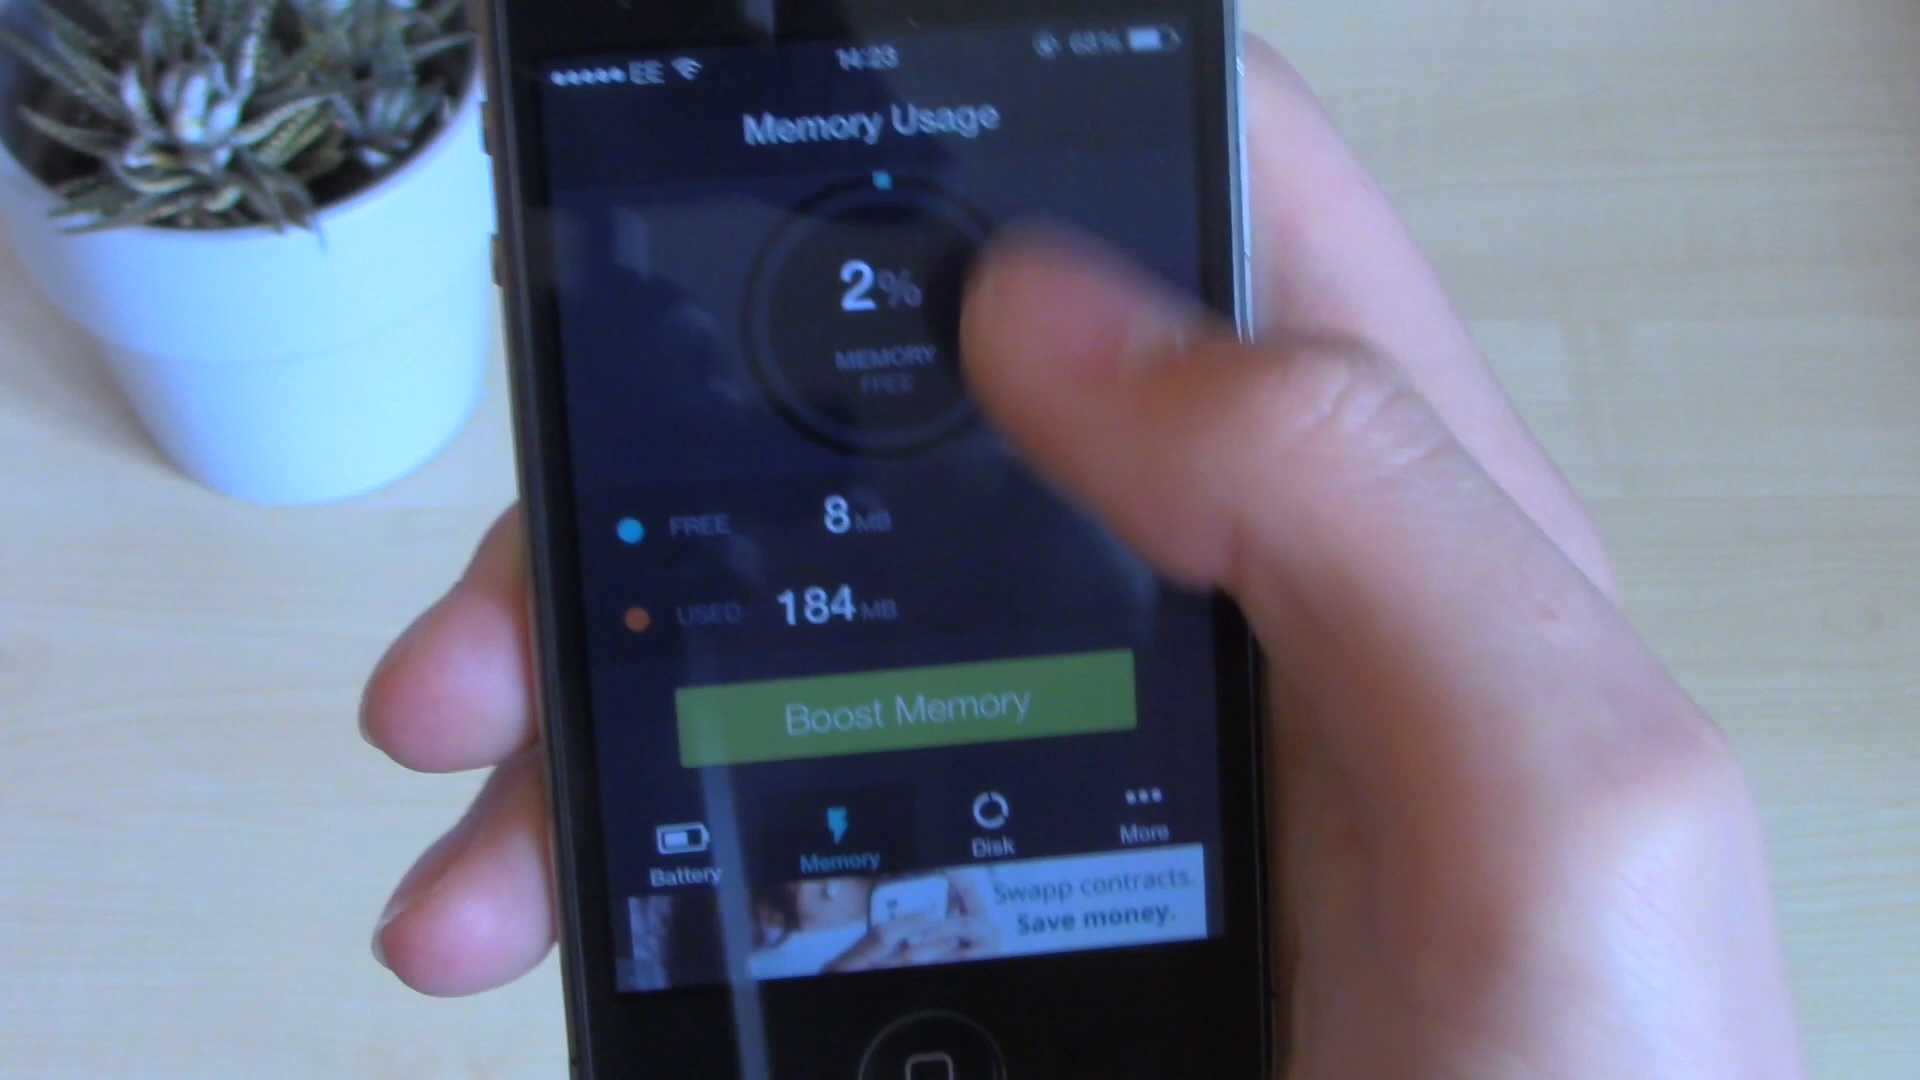 EE 14:23 68%
Memory Usage
2%
MEMORY
FREE
FREE 8 MB
USED 184 MB
Boost Memory
Battery Memory Disk More
Swapp contracts.
Save money.